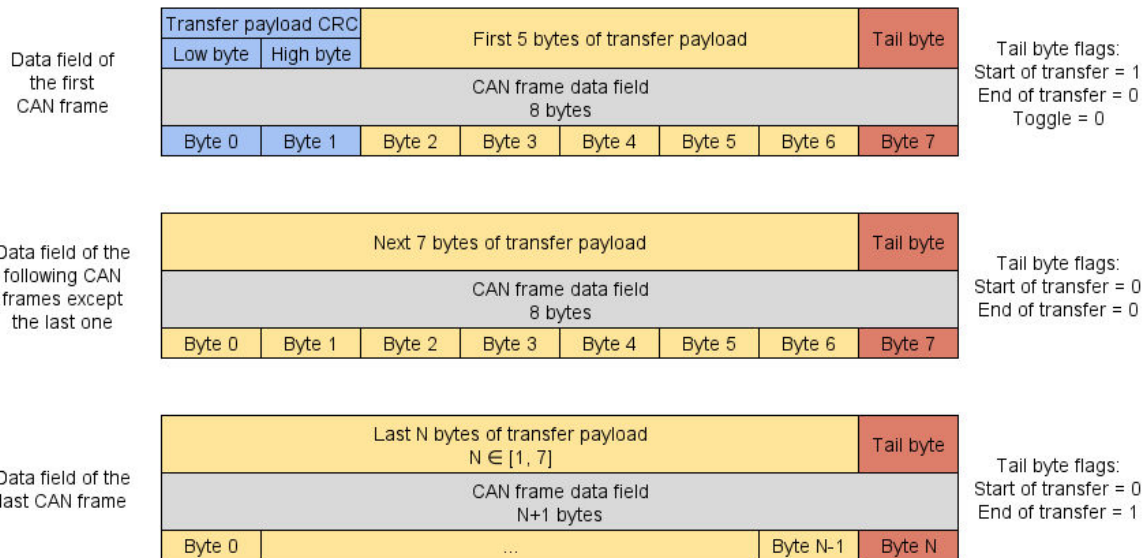 Data field of
the first
CAN frame
Transfer payload CRC
Low byte
High byte
First 5 bytes of transfer payload
Tail byte
CAN frame data field
8 bytes
Byte 0
Byte 1
Byte 2
Byte 3
Byte 4
Byte 5
Byte 6
Byte 7
Tail byte flags:
Start of transfer = 1
End of transfer = 0
Toggle = 0
Data field of the
following CAN
frames except
the last one
Next 7 bytes of transfer payload
Tail byte
CAN frame data field
8 bytes
Byte 0
Byte 1
Byte 2
Byte 3
Byte 4
Byte 5
Byte 6
Byte 7
Tail byte flags:
Start of transfer = 0
End of transfer = 0
Data field of the
last CAN frame
Last N bytes of transfer payload
N ∈ [1, 7]
Tail byte
CAN frame data field
N+1 bytes
Byte 0
...
Byte N-1
Byte N
Tail byte flags:
Start of transfer = 0
End of transfer = 1